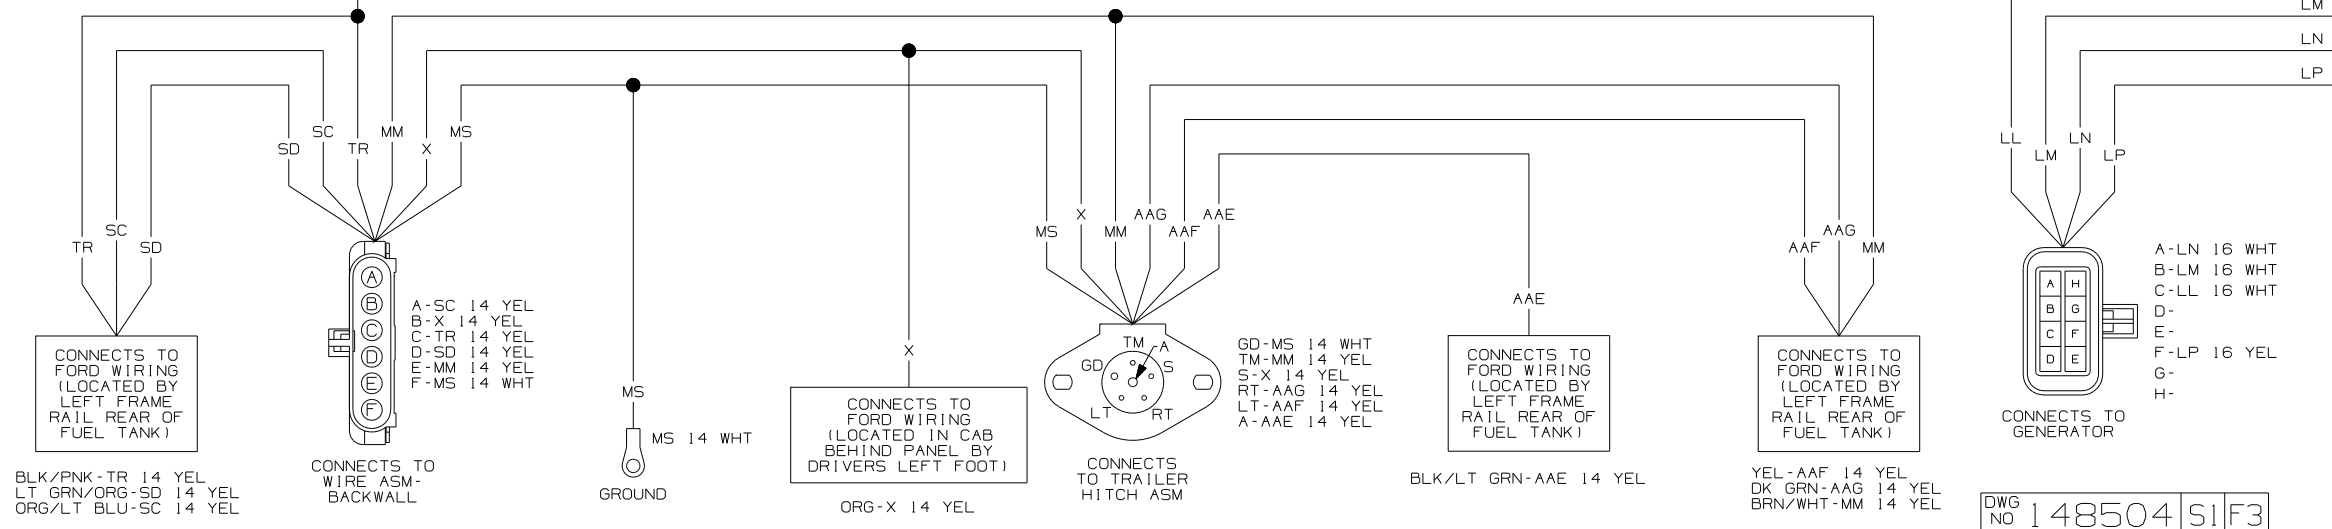 LM
LN
LP
SD
SC
TR
MM
X
MS
TR
SC
SD
MS
X
MM
AAG
AAF
AAE
AAF
AAG
MM
LL
LM
LN
LP
CONNECTS TO
FORD WIRING
(LOCATED BY
LEFT FRAME
RAIL REAR OF
FUEL TANK)
BLK/PNK-TR 14 YEL
LT GRN/ORG-SD 14 YEL
ORG/LT BLU-SC 14 YEL
A
B
C
D
E
F
A-SC 14 YEL
B-X 14 YEL
C-TR 14 YEL
D-SD 14 YEL
E-MM 14 YEL
F-MS 14 WHT
CONNECTS TO
WIRE ASM-
BACKWALL
MS
MS 14 WHT
GROUND
X
CONNECTS TO
FORD WIRING
(LOCATED IN CAB
BEHIND PANEL BY
DRIVERS LEFT FOOT)
ORG-X 14 YEL
TM
A
GD
S
LT
RT
GD-MS 14 WHT
TM-MM 14 YEL
S-X 14 YEL
RT-AAG 14 YEL
LT-AAF 14 YEL
A-AAE 14 YEL
CONNECTS
TO TRAILER
HITCH ASM
AAE
CONNECTS TO
FORD WIRING
(LOCATED BY
LEFT FRAME
RAIL REAR OF
FUEL TANK)
BLK/LT GRN-AAE 14 YEL
CONNECTS TO
FORD WIRING
(LOCATED BY
LEFT FRAME
RAIL REAR OF
FUEL TANK)
YEL-AAF 14 YEL
DK GRN-AAG 14 YEL
BRN/WHT-MM 14 YEL
A H
B G
C F
D E
A-LN 16 WHT
B-LM 16 WHT
C-LL 16 WHT
D-
E-
F-LP 16 YEL
G-
H-
CONNECTS TO
GENERATOR
DWG NO 148504 S1 F3